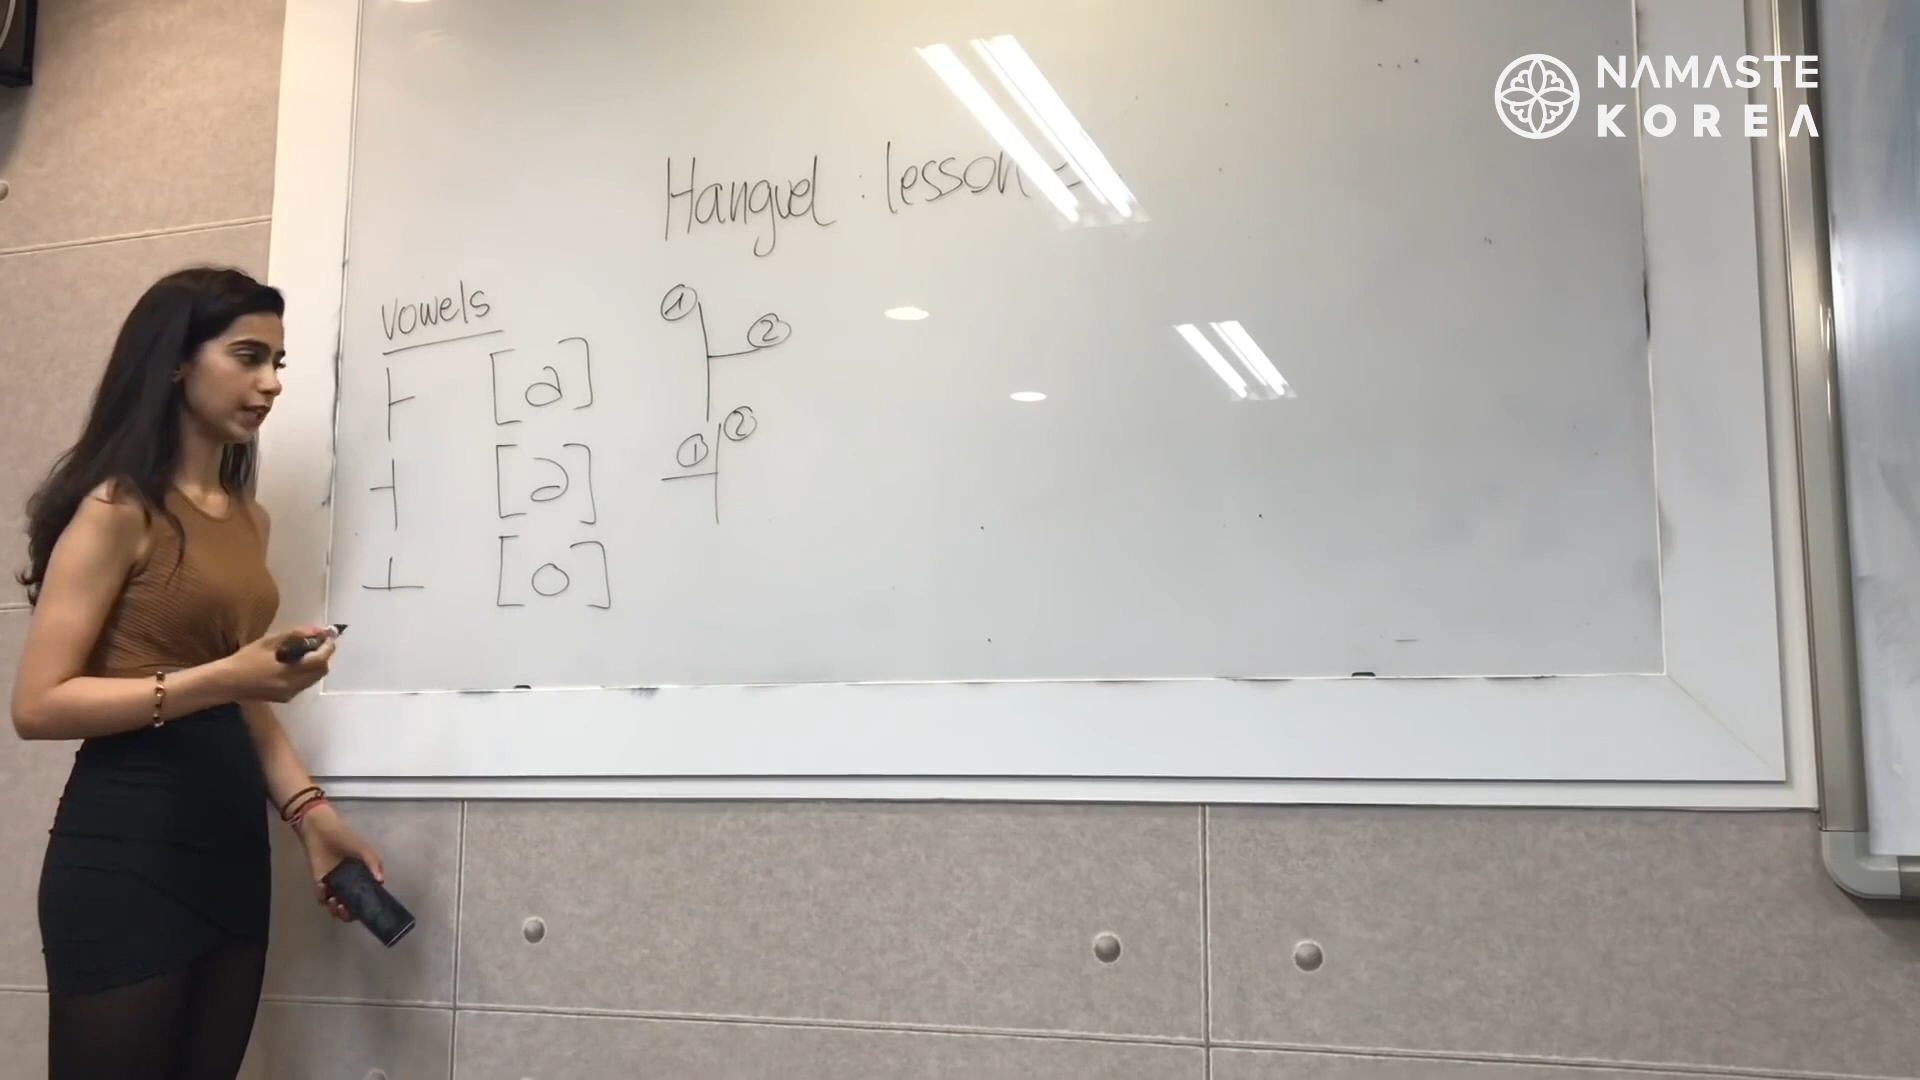 NAMASTE
KOREA
Hanguel : lesson
vowels
ㅏ [a] ① ②
ㅓ [ə] ① ②
ㅗ [o]